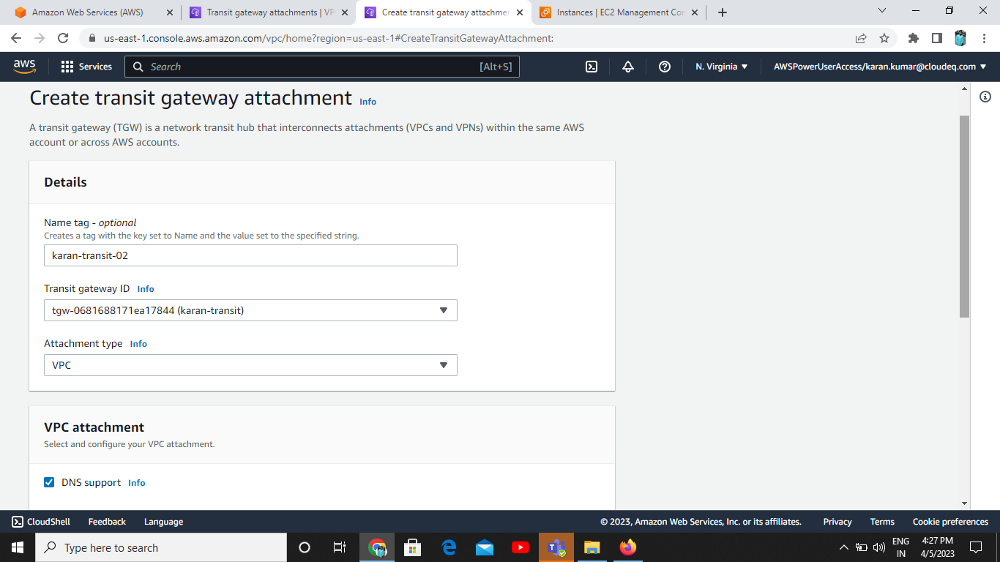 Amazon Web Services (AWS)
Transit gateway attachments | VP
Create transit gateway attachmen
Instances | EC2 Management Con
us-east-1.console.aws.amazon.com/vpc/home?region=us-east-1#CreateTransitGatewayAttachment:
aws
Services
Search
[Alt+S]
N. Virginia
AWSPowerUserAccess/karan.kumar@cloudeq.com
Create transit gateway attachment Info
A transit gateway (TGW) is a network transit hub that interconnects attachments (VPCs and VPNs) within the same AWS
account or across AWS accounts.
Details
Name tag - optional
Creates a tag with the key set to Name and the value set to the specified string.
karan-transit-02
Transit gateway ID Info
tgw-0681688171ea17844 (karan-transit)
Attachment type Info
VPC
VPC attachment
Select and configure your VPC attachment.
DNS support Info
CloudShell
Feedback
Language
© 2023, Amazon Web Services, Inc. or its affiliates.
Privacy
Terms
Cookie preferences
Type here to search
ENG
IN
4:27 PM
4/5/2023